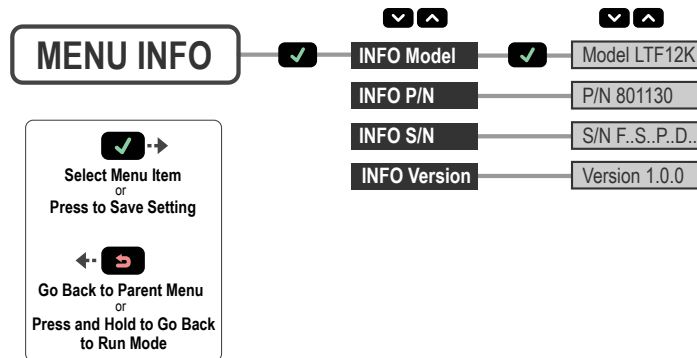 MENU INFO
INFO Model
Model LTF12K
INFO P/N
P/N 801130
INFO S/N
S/N F..S..P..D..
INFO Version
Version 1.0.0
Select Menu Item
or
Press to Save Setting
Go Back to Parent Menu
or
Press and Hold to Go Back
to Run Mode